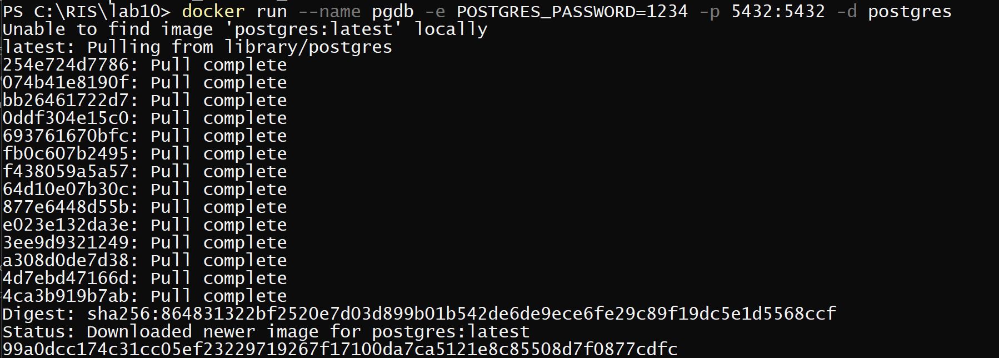 PS C:\RIS\lab10> docker run --name pgdb -e POSTGRES_PASSWORD=1234 -p 5432:5432 -d postgres
Unable to find image 'postgres:latest' locally
latest: Pulling from library/postgres
254e724d7786: Pull complete
074b41e8190f: Pull complete
bb26461722d7: Pull complete
0ddf304e15c0: Pull complete
693761670bfc: Pull complete
fb0c607b2495: Pull complete
f438059a5a57: Pull complete
64d10e07b30c: Pull complete
877e6448d55b: Pull complete
e023e132da3e: Pull complete
3ee9d9321249: Pull complete
a308d0de7d38: Pull complete
4d7ebd47166d: Pull complete
4ca3b919b7ab: Pull complete
Digest: sha256:864831322bf2520e7d03d899b01b542de6de9ece6fe29c89f19dc5e1d5568ccf
Status: Downloaded newer image for postgres:latest
99a0dcc174c31cc05ef23229719267f17100da7ca5121e8c85508d7f0877cdfc